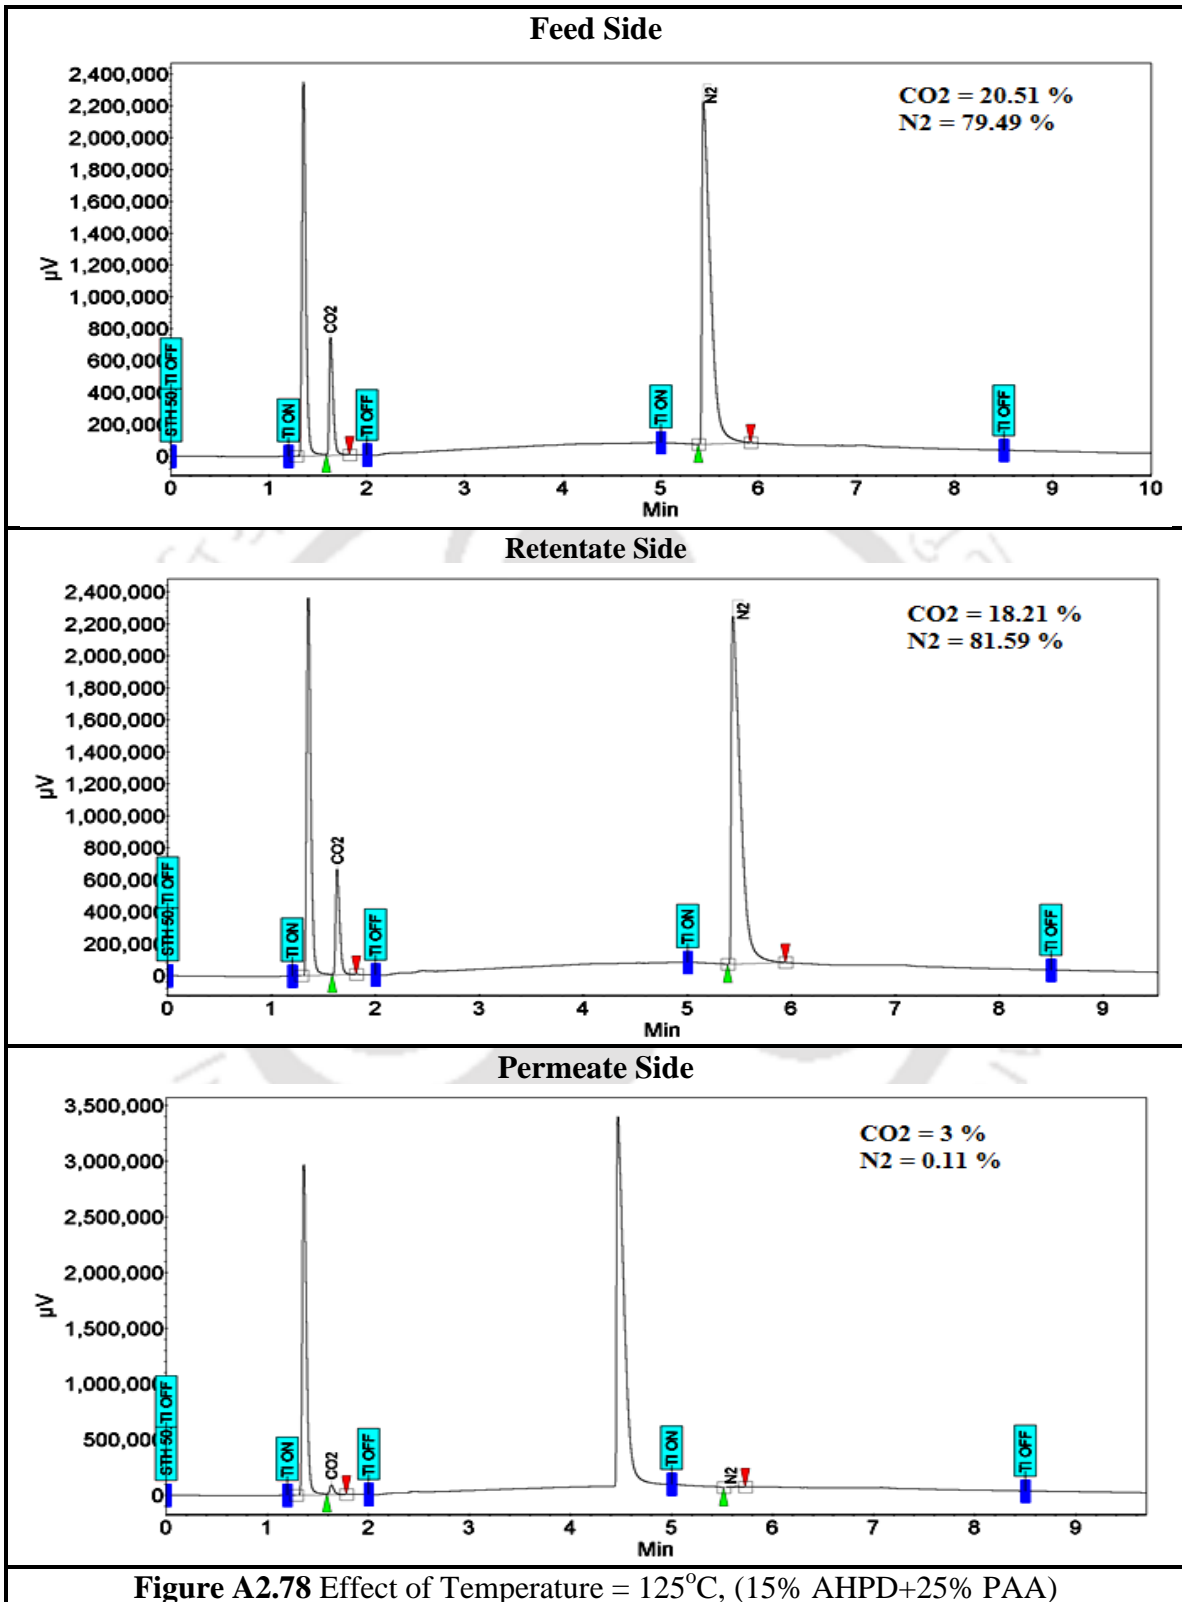 Feed Side
2,400,000
2,200,000
2,000,000
1,800,000
1,600,000
1,400,000
1,200,000
1,000,000
800,000
600,000
400,000
200,000
0
µV
STH 50,-TI OFF
-TI ON
CO2
-TI OFF
-TI ON
N2
-TI OFF
CO2 = 20.51 %
N2 = 79.49 %
0 1 2 3 4 5 6 7 8 9 10
Min
Retentate Side
2,400,000
2,200,000
2,000,000
1,800,000
1,600,000
1,400,000
1,200,000
1,000,000
800,000
600,000
400,000
200,000
0
µV
STH 50,-TI OFF
-TI ON
CO2
-TI OFF
-TI ON
N2
-TI OFF
CO2 = 18.21 %
N2 = 81.59 %
0 1 2 3 4 5 6 7 8 9
Min
Permeate Side
3,500,000
3,000,000
2,500,000
2,000,000
1,500,000
1,000,000
500,000
0
µV
STH 50,-TI OFF
-TI ON
CO2
-TI OFF
-TI ON
N2
-TI OFF
CO2 = 3 %
N2 = 0.11 %
0 1 2 3 4 5 6 7 8 9
Min
Figure A2.78 Effect of Temperature = 125°C, (15% AHPD+25% PAA)